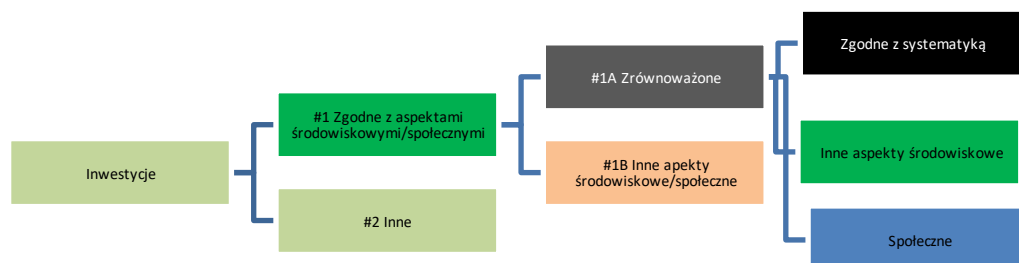 Inwestycje
#1 Zgodne z aspektami
środowiskowymi/społecznymi
#2 Inne
#1A Zrównoważone
#1B Inne apekty
środowiskowe/społeczne
Zgodne z systematyką
Inne aspekty środowiskowe
Społeczne